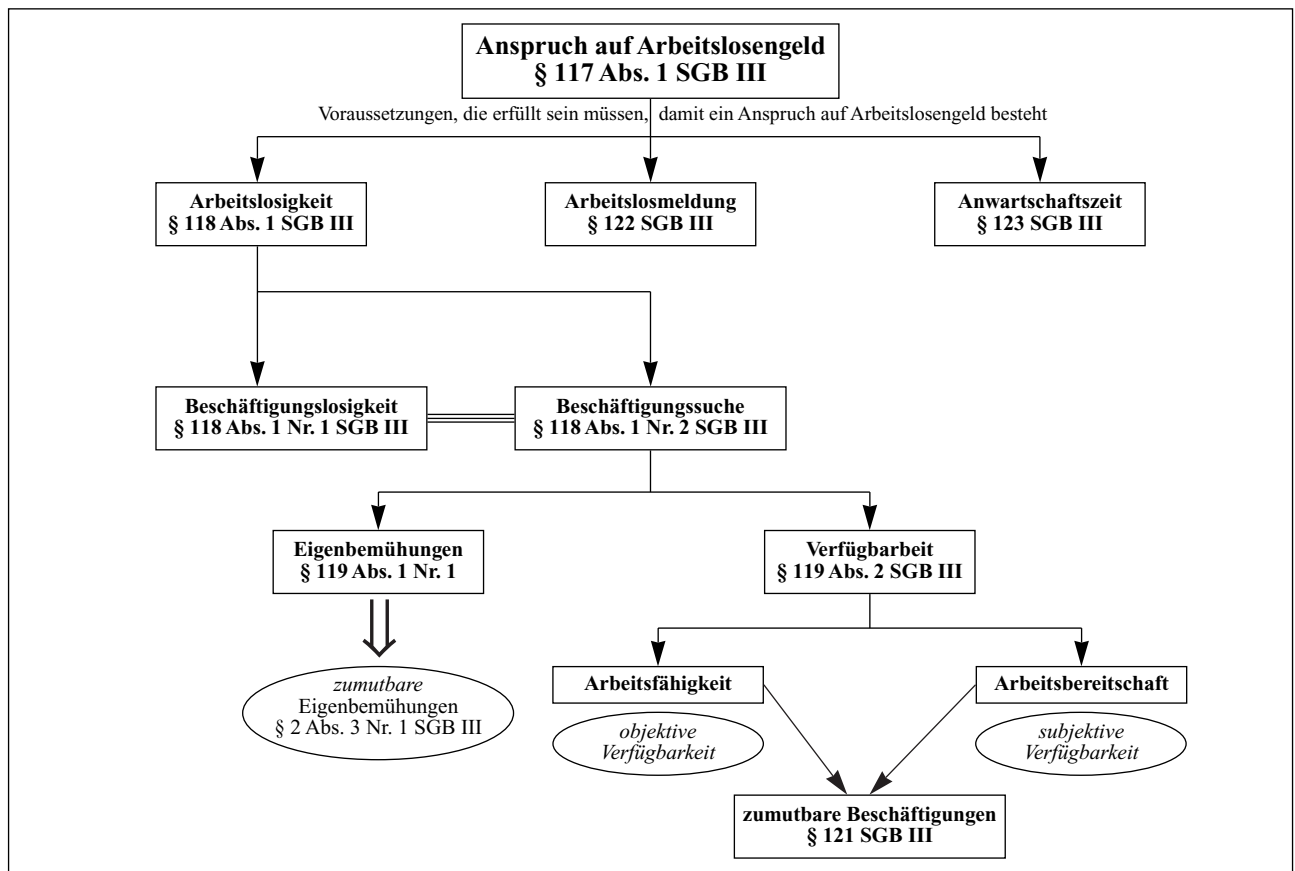 Anspruch auf Arbeitslosengeld
§ 117 Abs. 1 SGB III
Voraussetzungen, die erfüllt sein müssen, damit ein Anspruch auf Arbeitslosengeld besteht
Arbeitslosigkeit
§ 118 Abs. 1 SGB III
Arbeitslosmeldung
§ 122 SGB III
Anwartschaftszeit
§ 123 SGB III
Beschäftigungslosigkeit
§ 118 Abs. 1 Nr. 1 SGB III
Beschäftigungssuche
§ 118 Abs. 1 Nr. 2 SGB III
Eigenbemühungen
§ 119 Abs. 1 Nr. 1
Verfügbarbeit
§ 119 Abs. 2 SGB III
zumutbare
Eigenbemühungen
§ 2 Abs. 3 Nr. 1 SGB III
Arbeitsfähigkeit
Arbeitsbereitschaft
objektive
Verfügbarkeit
subjektive
Verfügbarkeit
zumutbare Beschäftigungen
§ 121 SGB III